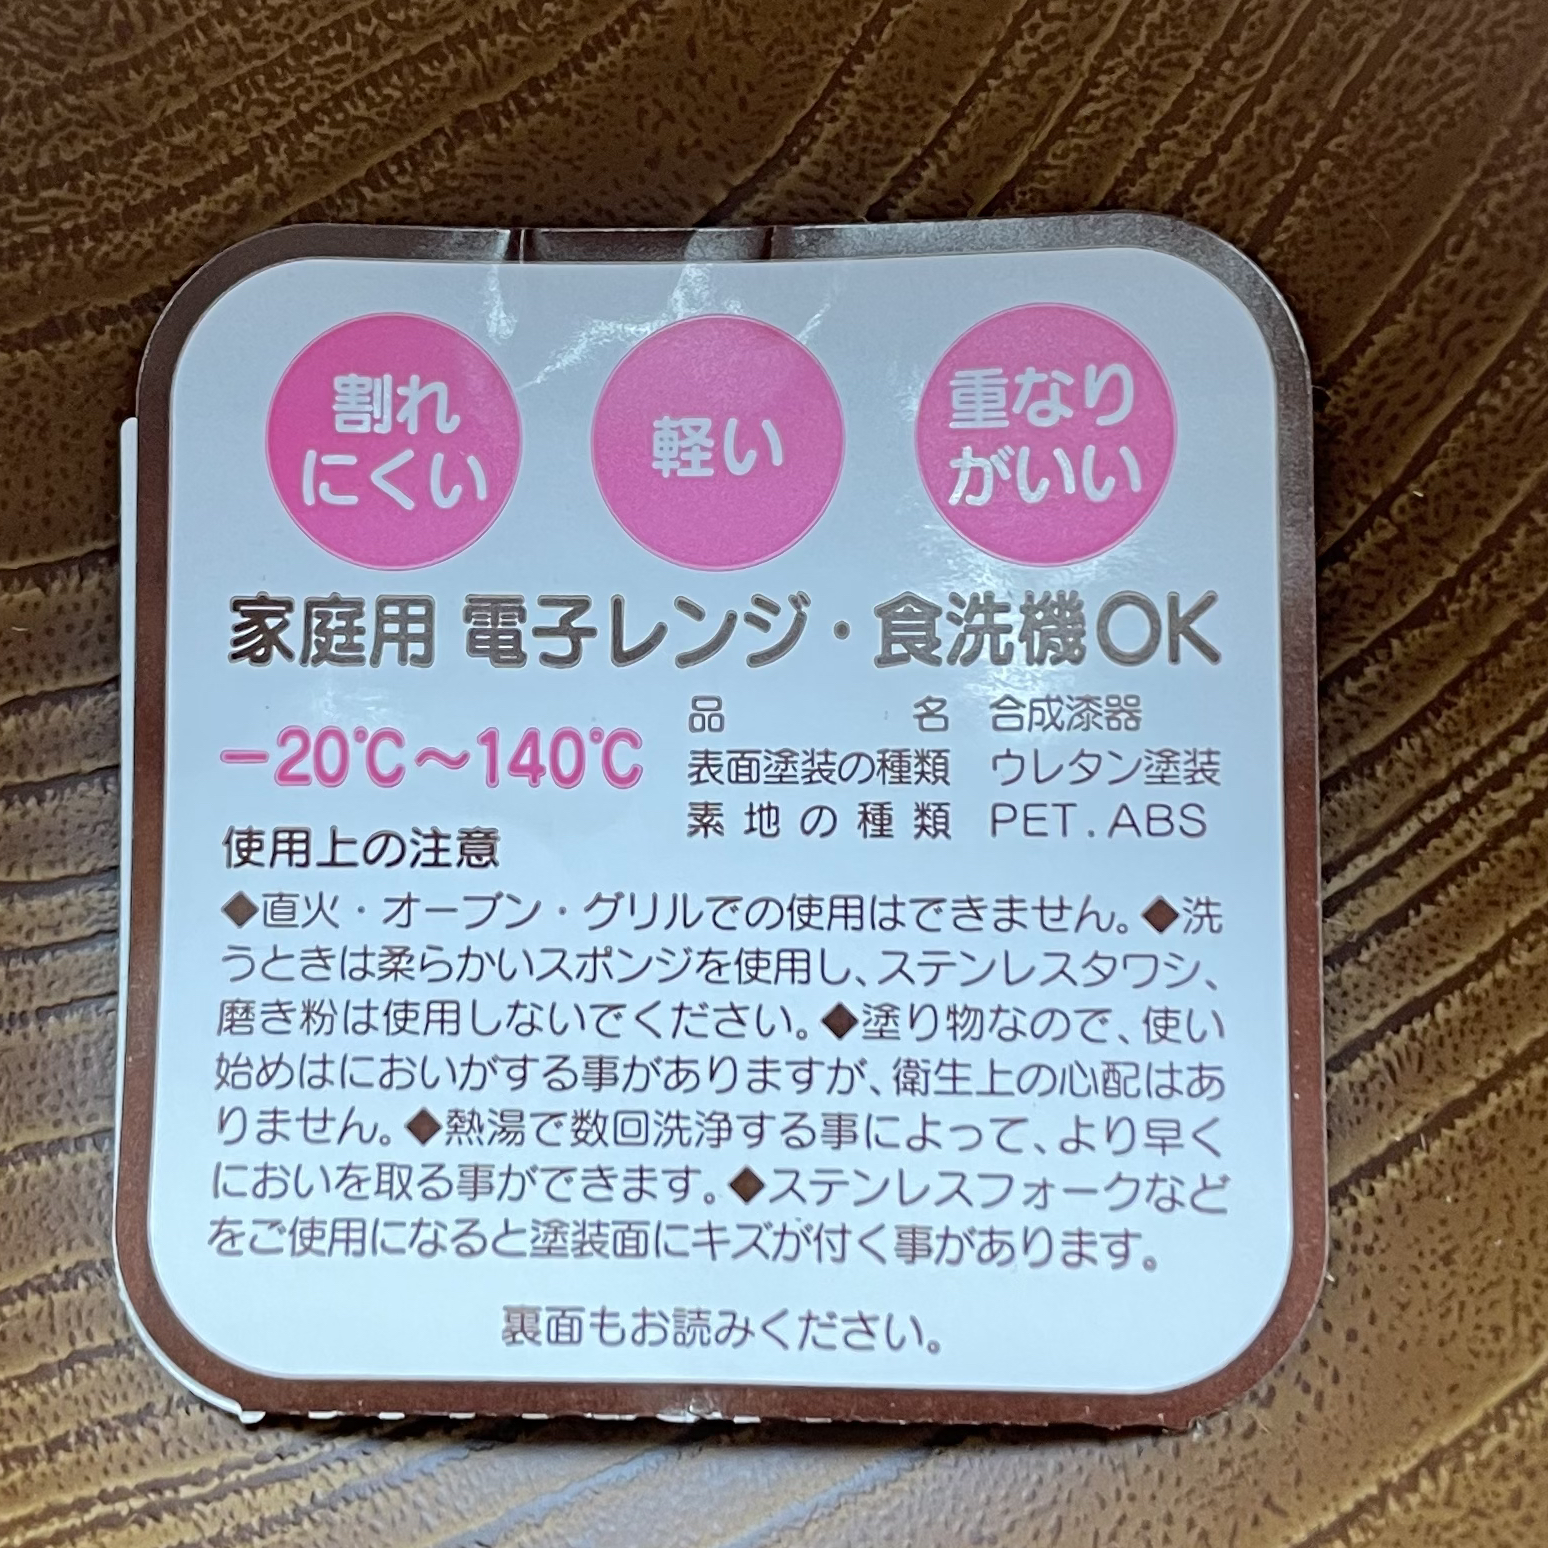 割れ
にくい
軽い
重なり
がいい
家庭用 電子レンジ・食洗機OK
−20℃～140℃
品名 合成漆器
表面塗装の種類 ウレタン塗装
素地の種類 PET.ABS
使用上の注意
◆直火・オーブン・グリルでの使用はできません。◆洗
うときは柔らかいスポンジを使用し、ステンレスタワシ、
磨き粉は使用しないでください。◆塗り物なので、使い
始めはにおいがする事がありますが、衛生上の心配はあ
りません。◆熱湯で数回洗浄する事によって、より早く
においを取る事ができます。◆ステンレスフォークなど
をご使用になると塗装面にキズが付く事があります。
裏面もお読みください。